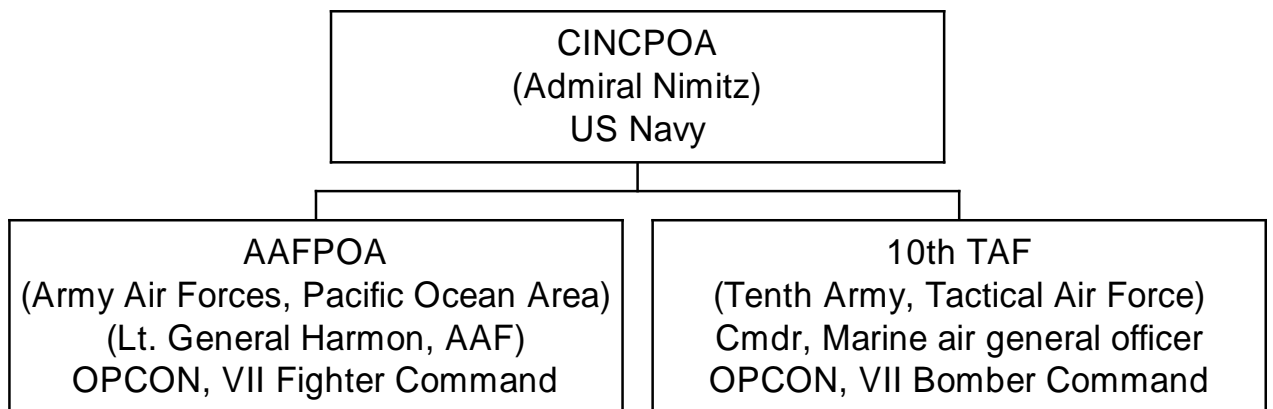 CINCPOA
(Admiral Nimitz)
US Navy
AAFPOA
(Army Air Forces, Pacific Ocean Area)
(Lt. General Harmon, AAF)
OPCON, VII Fighter Command
10th TAF
(Tenth Army, Tactical Air Force)
Cmdr, Marine air general officer
OPCON, VII Bomber Command